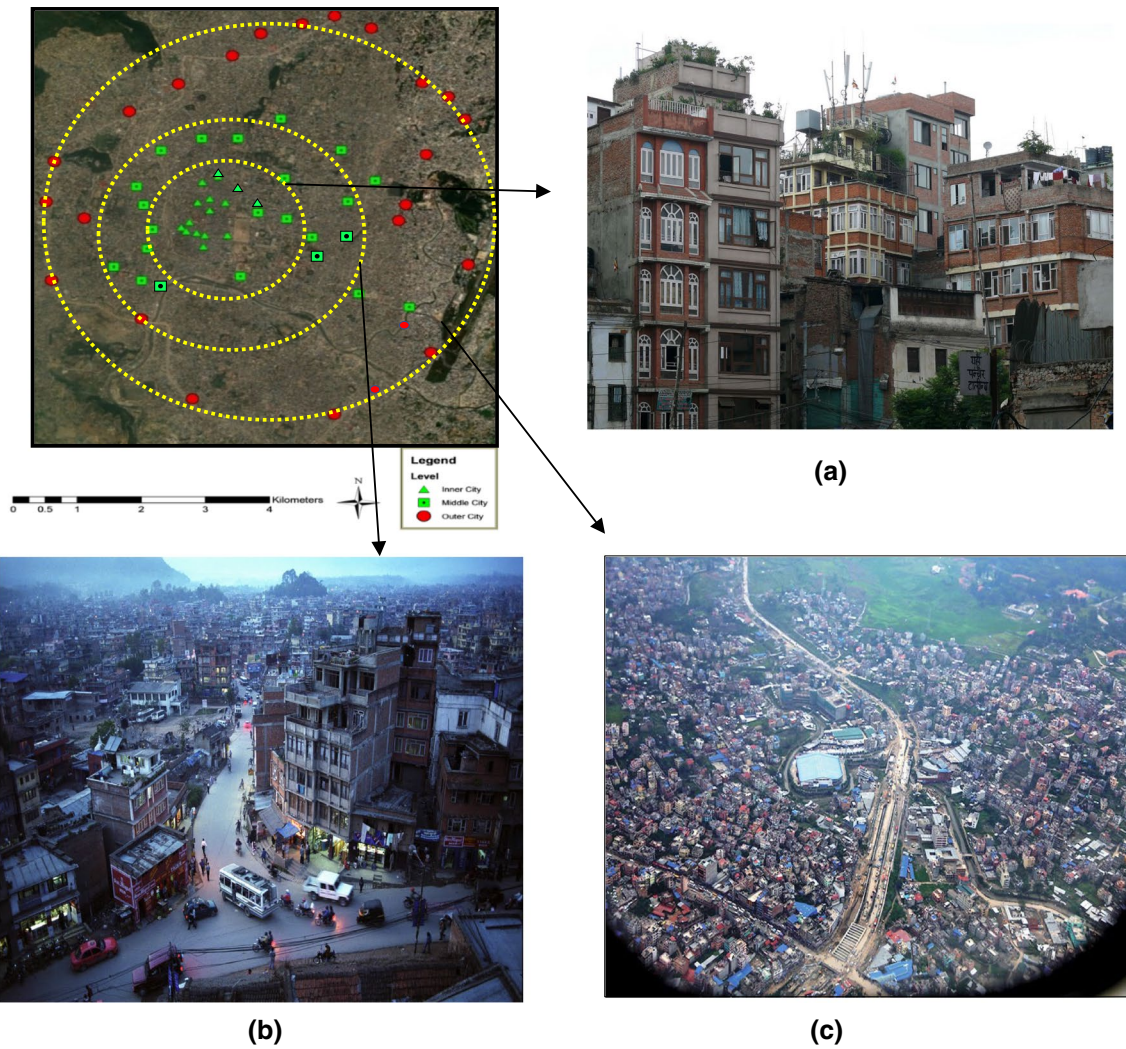 Legend
Level
Inner City
Middle City
Outer City
N
Kilometers
0 0.5 1 2 3 4
(a)
(b)
(c)